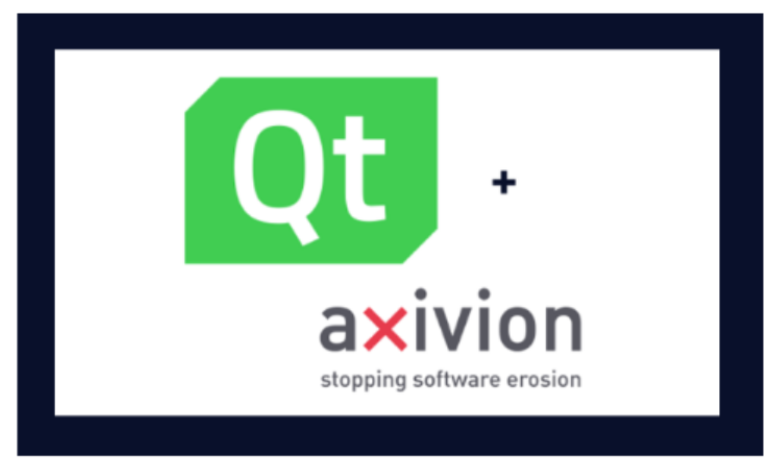 Qt
+
axivion
stopping software erosion